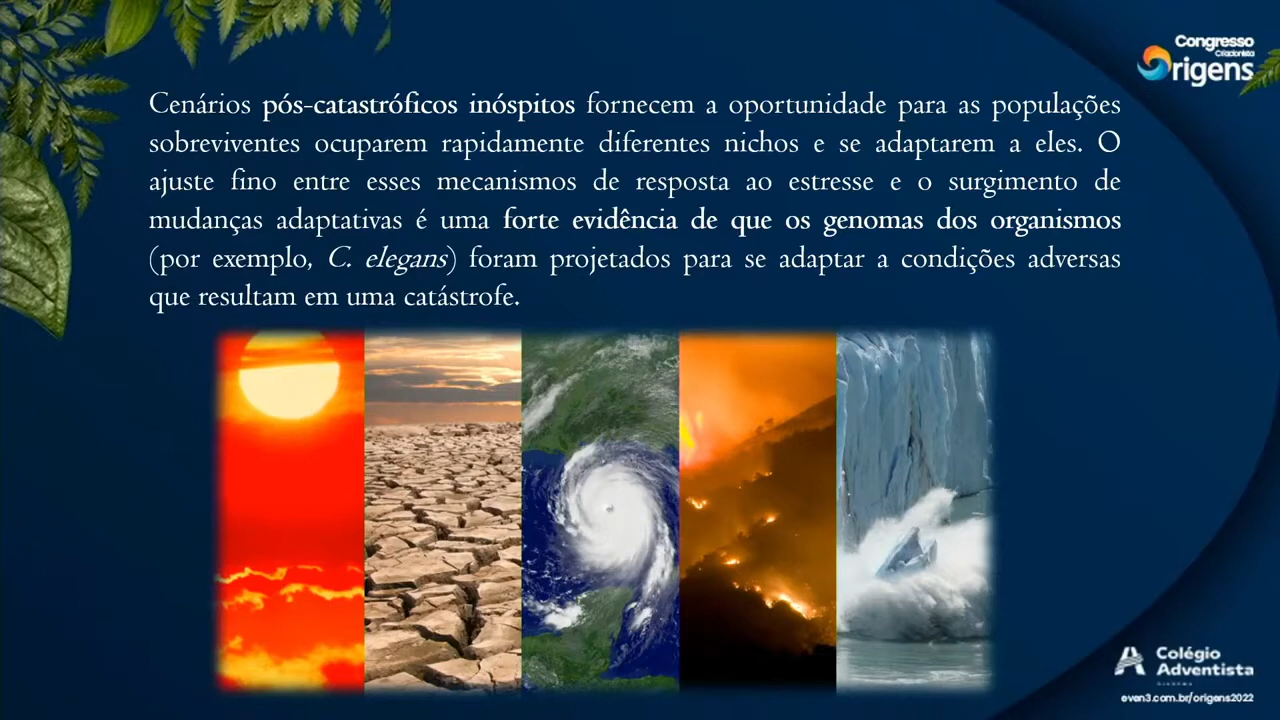 Congresso
Criacionista
Origens
Cenários pós-catastróficos inóspitos fornecem a oportunidade para as populações
sobreviventes ocuparem rapidamente diferentes nichos e se adaptarem a eles. O
ajuste fino entre esses mecanismos de resposta ao estresse e o surgimento de
mudanças adaptativas é uma forte evidência de que os genomas dos organismos
(por exemplo, C. elegans) foram projetados para se adaptar a condições adversas
que resultam em uma catástrofe.
Colégio
Adventista
even3.com.br/origens2022